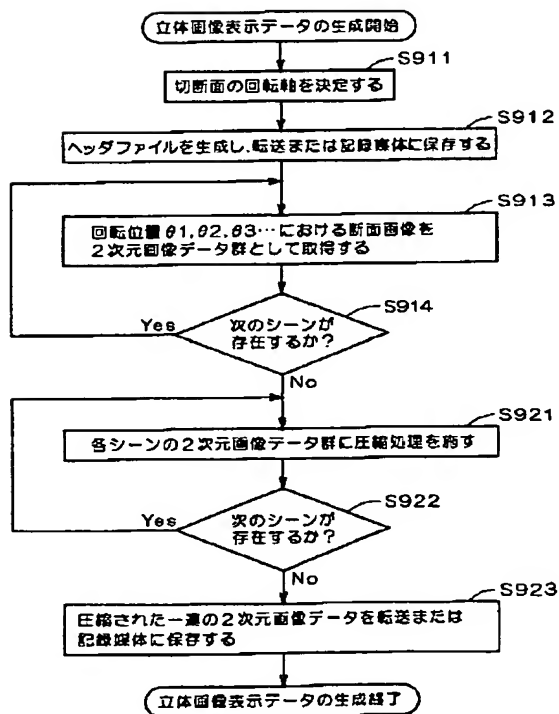 立体画像表示データの生成開始
S911
切断面の回転軸を決定する
S912
ヘッダファイルを生成し、転送または記録媒体に保存する
S913
回転位置θ1,θ2,θ3…における断面画像を
2次元画像データ群として取得する
S914
Yes
次のシーンが
存在するか？
No
S921
各シーンの2次元画像データ群に圧縮処理を施す
S922
Yes
次のシーンが
存在するか？
No
S923
圧縮された一連の2次元画像データを転送または
記録媒体に保存する
立体画像表示データの生成終了